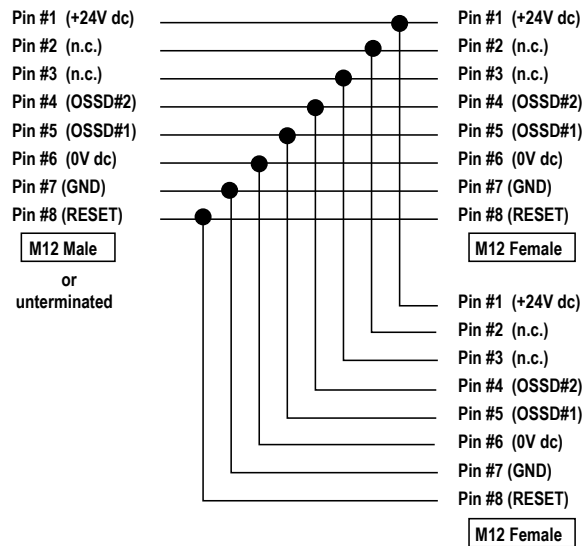 Pin #1 (+24V dc)
Pin #2 (n.c.)
Pin #3 (n.c.)
Pin #4 (OSSD#2)
Pin #5 (OSSD#1)
Pin #6 (0V dc)
Pin #7 (GND)
Pin #8 (RESET)
M12 Male
or
unterminated
Pin #1 (+24V dc)
Pin #2 (n.c.)
Pin #3 (n.c.)
Pin #4 (OSSD#2)
Pin #5 (OSSD#1)
Pin #6 (0V dc)
Pin #7 (GND)
Pin #8 (RESET)
M12 Female
Pin #1 (+24V dc)
Pin #2 (n.c.)
Pin #3 (n.c.)
Pin #4 (OSSD#2)
Pin #5 (OSSD#1)
Pin #6 (0V dc)
Pin #7 (GND)
Pin #8 (RESET)
M12 Female